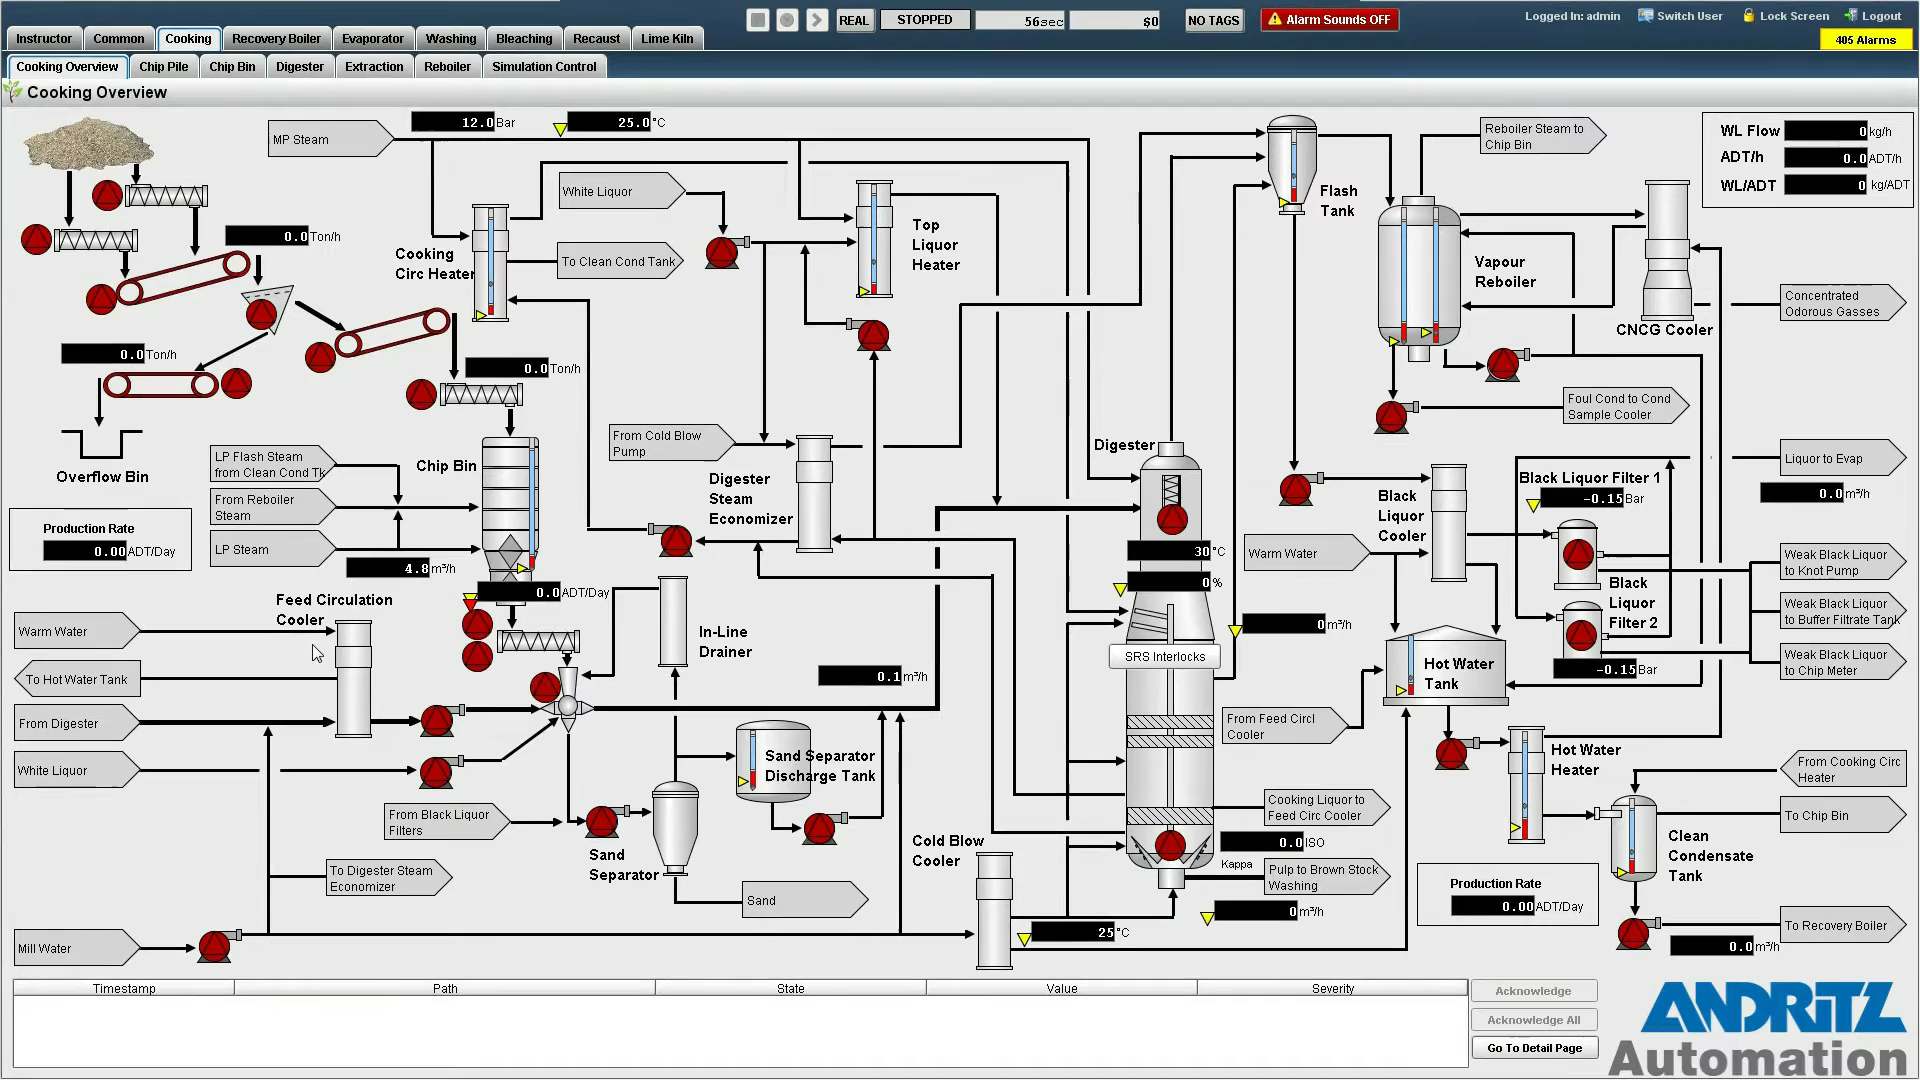 REAL
STOPPED
56sec
$0
NO TAGS
Alarm Sounds OFF
Logged In: admin
Switch User
Lock Screen
Logout
405 Alarms
Instructor
Common
Cooking
Recovery Boiler
Evaporator
Washing
Bleaching
Recaust
Lime Kiln
Cooking Overview
Chip Pile
Chip Bin
Digester
Extraction
Reboiler
Simulation Control
Cooking Overview
MP Steam
12.0 Bar
25.0 °C
White Liquor
To Clean Cond Tank
Cooking
Circ Heater
Top
Liquor
Heater
Flash
Tank
Reboiler Steam to
Chip Bin
WL Flow 0 kg/h
ADT/h 0.0 ADT/h
WL/ADT 0 kg/ADT
Vapour
Reboiler
CNCG Cooler
Concentrated
Odorous Gasses
0.0 Ton/h
0.0 Ton/h
0.0 Ton/h
Overflow Bin
Foul Cond to Cond
Sample Cooler
From Cold Blow
Pump
Digester
Steam
Economizer
Digester
LP Flash Steam
from Clean Cond Tk
From Reboiler
Steam
LP Steam
4.8 m³/h
Chip Bin
Production Rate
0.00 ADT/Day
0.0 ADT/Day
Black
Liquor
Cooler
Black Liquor Filter 1
-0.15 Bar
Liquor to Evap
0.0 m³/h
Warm Water
30 °C
0 %
0 m³/h
SRS Interlocks
Black
Liquor
Filter 2
-0.15 Bar
Weak Black Liquor
to Knot Pump
Weak Black Liquor
to Buffer Filtrate Tank
Weak Black Liquor
to Chip Meter
Hot Water
Tank
Feed Circulation
Cooler
Warm Water
To Hot Water Tank
From Digester
White Liquor
In-Line
Drainer
0.1 m³/h
From Feed Circl
Cooler
Sand Separator
Discharge Tank
From Black Liquor
Filters
Sand
Separator
Sand
To Digester Steam
Economizer
Mill Water
Cold Blow
Cooler
25 °C
Cooking Liquor to
Feed Circ Cooler
0.0 ISO
Kappa
Pulp to Brown Stock
Washing
0 m³/h
Hot Water
Heater
From Cooking Circ
Heater
To Chip Bin
Clean
Condensate
Tank
Production Rate
0.00 ADT/Day
To Recovery Boiler
0.0 m³/h
Timestamp
Path
State
Value
Severity
Acknowledge
Acknowledge All
Go To Detail Page
ANDRITZ
Automation